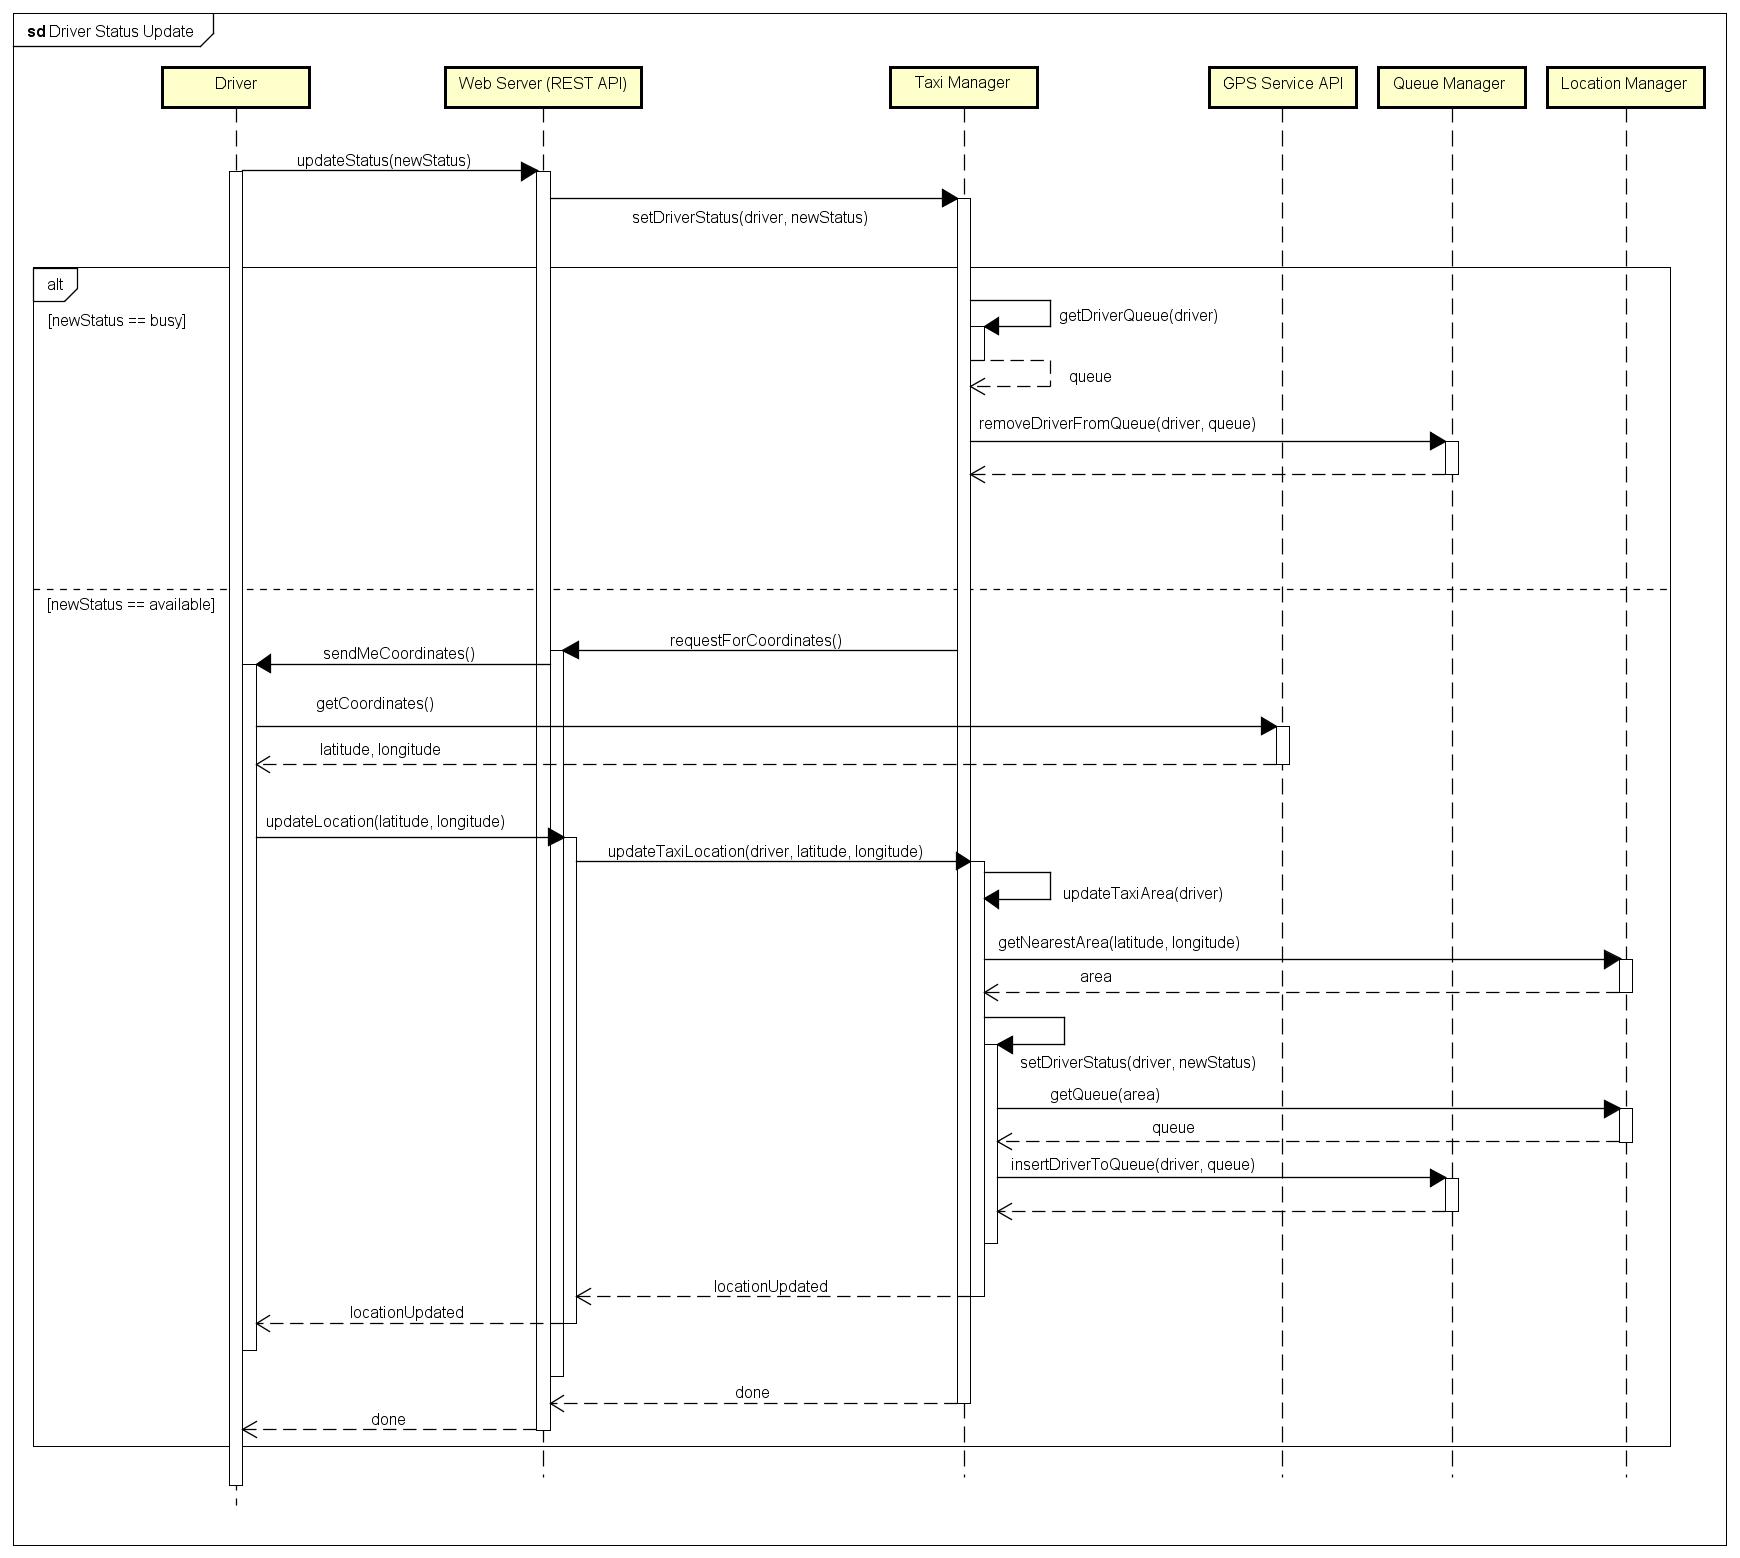 sd Driver Status Update
Driver
Web Server (REST API)
Taxi Manager
GPS Service API
Queue Manager
Location Manager
updateStatus(newStatus)
setDriverStatus(driver, newStatus)
alt
[newStatus == busy]
getDriverQueue(driver)
queue
removeDriverFromQueue(driver, queue)
[newStatus == available]
requestForCoordinates()
sendMeCoordinates()
getCoordinates()
latitude, longitude
updateLocation(latitude, longitude)
updateTaxiLocation(driver, latitude, longitude)
updateTaxiArea(driver)
getNearestArea(latitude, longitude)
area
setDriverStatus(driver, newStatus)
getQueue(area)
queue
insertDriverToQueue(driver, queue)
locationUpdated
locationUpdated
done
done